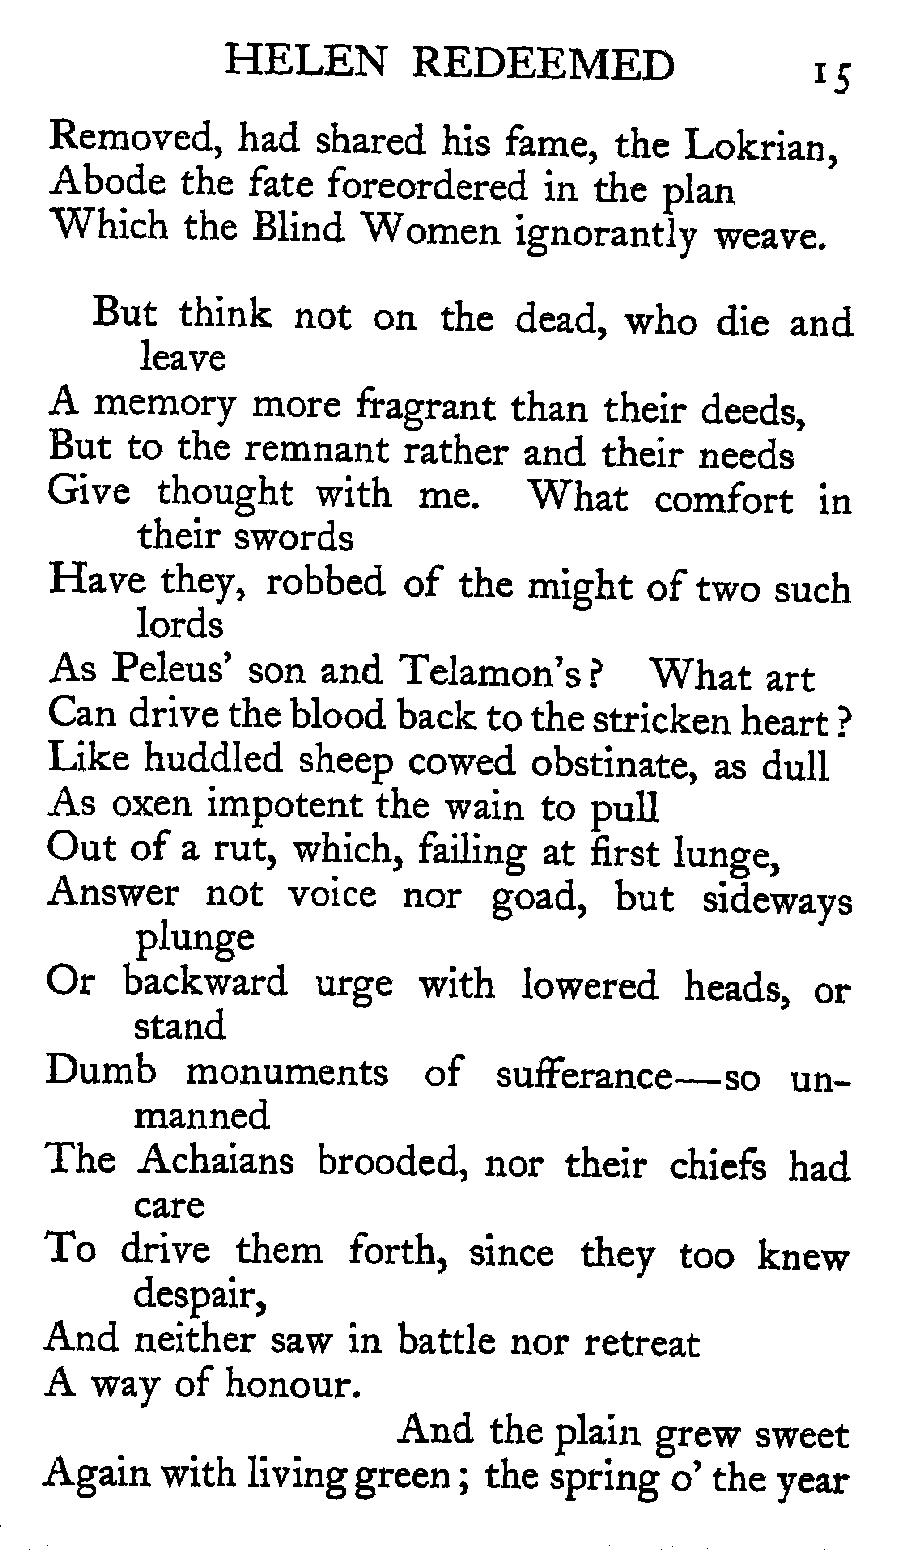 HELEN REDEEMED 15
Removed, had shared his fame, the Lokrian,
Abode the fate foreordered in the plan
Which the Blind Women ignorantly weave.
But think not on the dead, who die and
leave
A memory more fragrant than their deeds,
But to the remnant rather and their needs
Give thought with me. What comfort in
their swords
Have they, robbed of the might of two such
lords
As Peleus' son and Telamon's? What art
Can drive the blood back to the stricken heart?
Like huddled sheep cowed obstinate, as dull
As oxen impotent the wain to pull
Out of a rut, which, failing at first lunge,
Answer not voice nor goad, but sideways
plunge
Or backward urge with lowered heads, or
stand
Dumb monuments of sufferance—so un-
manned
The Achaians brooded, nor their chiefs had
care
To drive them forth, since they too knew
despair,
And neither saw in battle nor retreat
A way of honour.
And the plain grew sweet
Again with living green; the spring o' the year